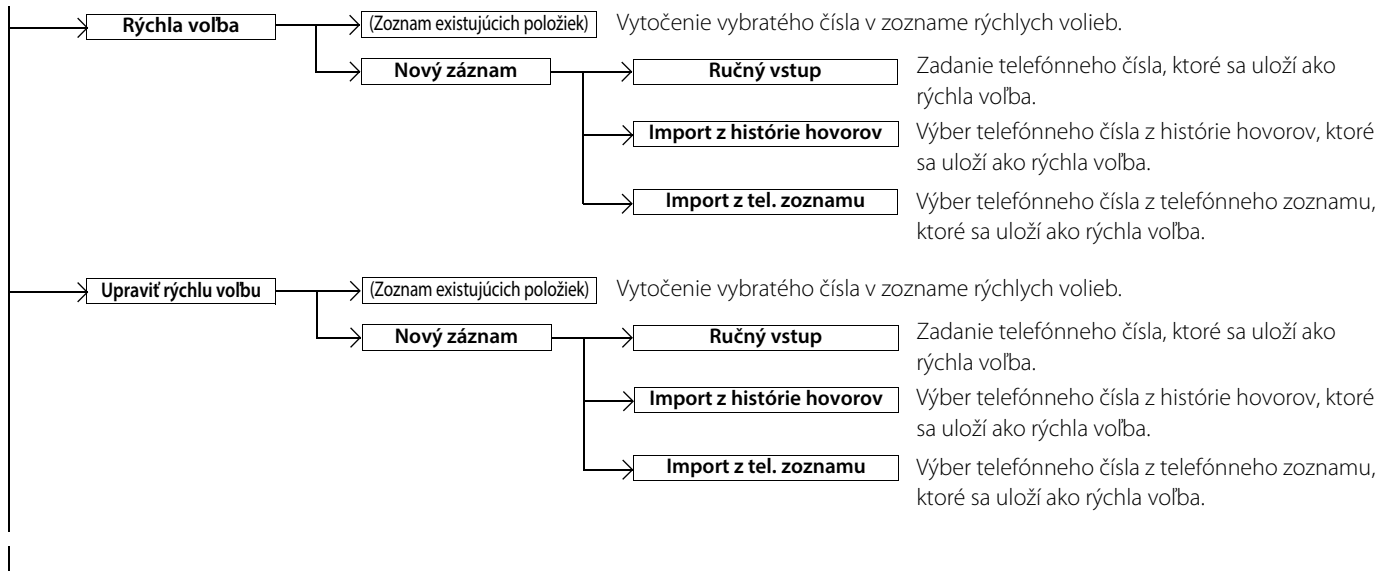 Rýchla voľba
(Zoznam existujúcich položiek)
Vytočenie vybratého čísla v zozname rýchlych volieb.
Nový záznam
Ručný vstup
Zadanie telefónneho čísla, ktoré sa uloží ako
rýchla voľba.
Import z histórie hovorov
Výber telefónneho čísla z histórie hovorov, ktoré
sa uloží ako rýchla voľba.
Import z tel. zoznamu
Výber telefónneho čísla z telefónneho zoznamu,
ktoré sa uloží ako rýchla voľba.
Upraviť rýchlu voľbu
(Zoznam existujúcich položiek)
Vytočenie vybratého čísla v zozname rýchlych volieb.
Nový záznam
Ručný vstup
Zadanie telefónneho čísla, ktoré sa uloží ako
rýchla voľba.
Import z histórie hovorov
Výber telefónneho čísla z histórie hovorov, ktoré
sa uloží ako rýchla voľba.
Import z tel. zoznamu
Výber telefónneho čísla z telefónneho zoznamu,
ktoré sa uloží ako rýchla voľba.